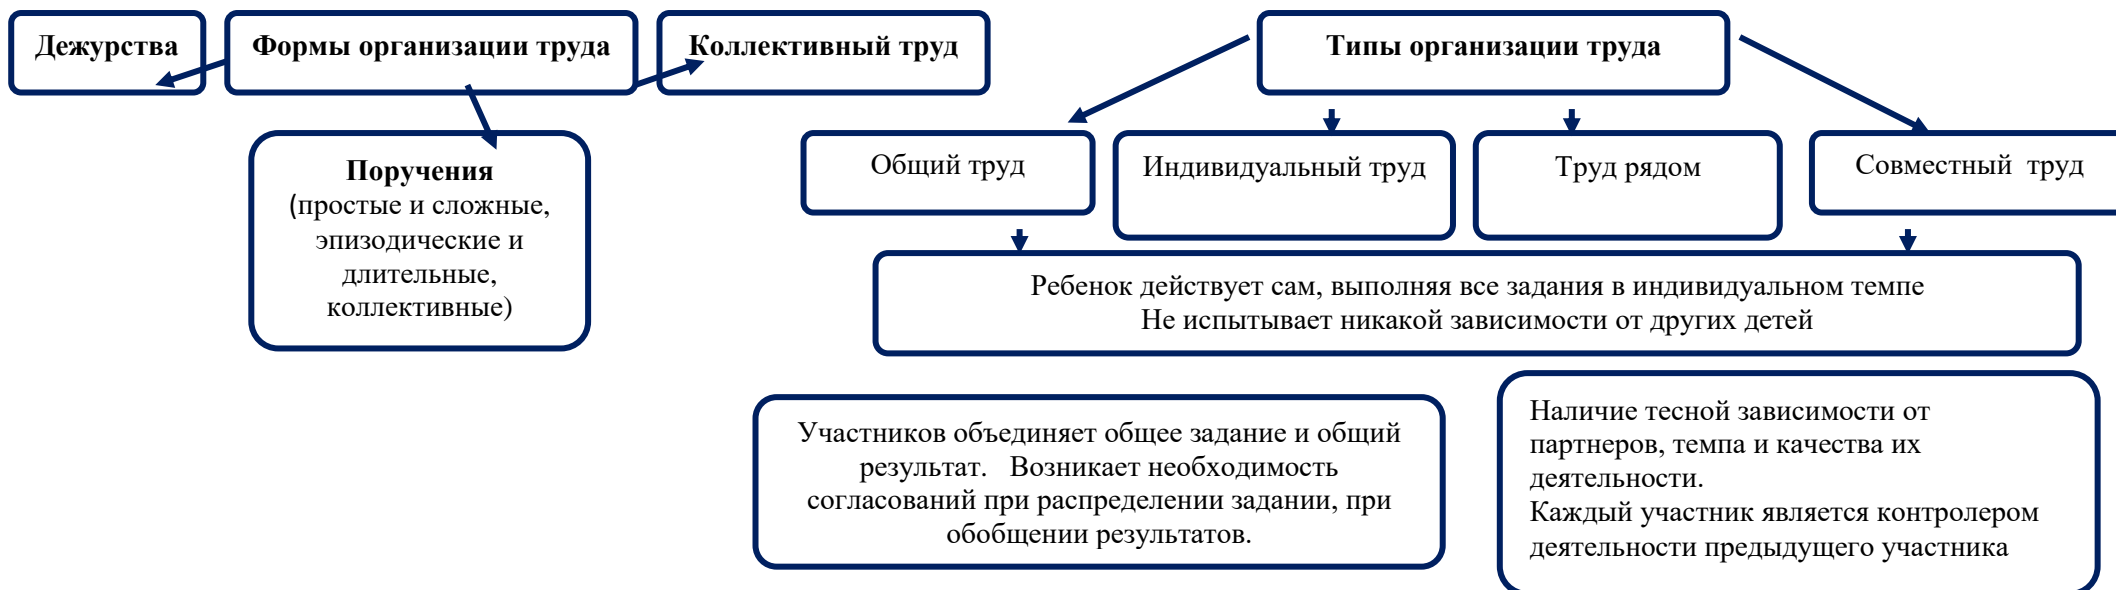 Дежурства
Формы организации труда
Коллективный труд
Типы организации труда
Поручения
(простые и сложные,
эпизодические и
длительные,
коллективные)
Общий труд
Индивидуальный труд
Труд рядом
Совместный труд
Ребенок действует сам, выполняя все задания в индивидуальном темпе
Не испытывает никакой зависимости от других детей
Участников объединяет общее задание и общий
результат. Возникает необходимость
согласований при распределении задании, при
обобщении результатов.
Наличие тесной зависимости от
партнеров, темпа и качества их
деятельности.
Каждый участник является контролером
деятельности предыдущего участника